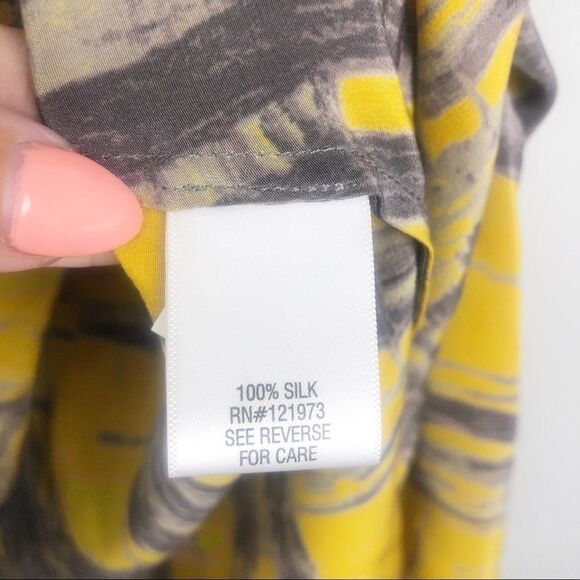 100% SILK
RN#121973
SEE REVERSE
FOR CARE